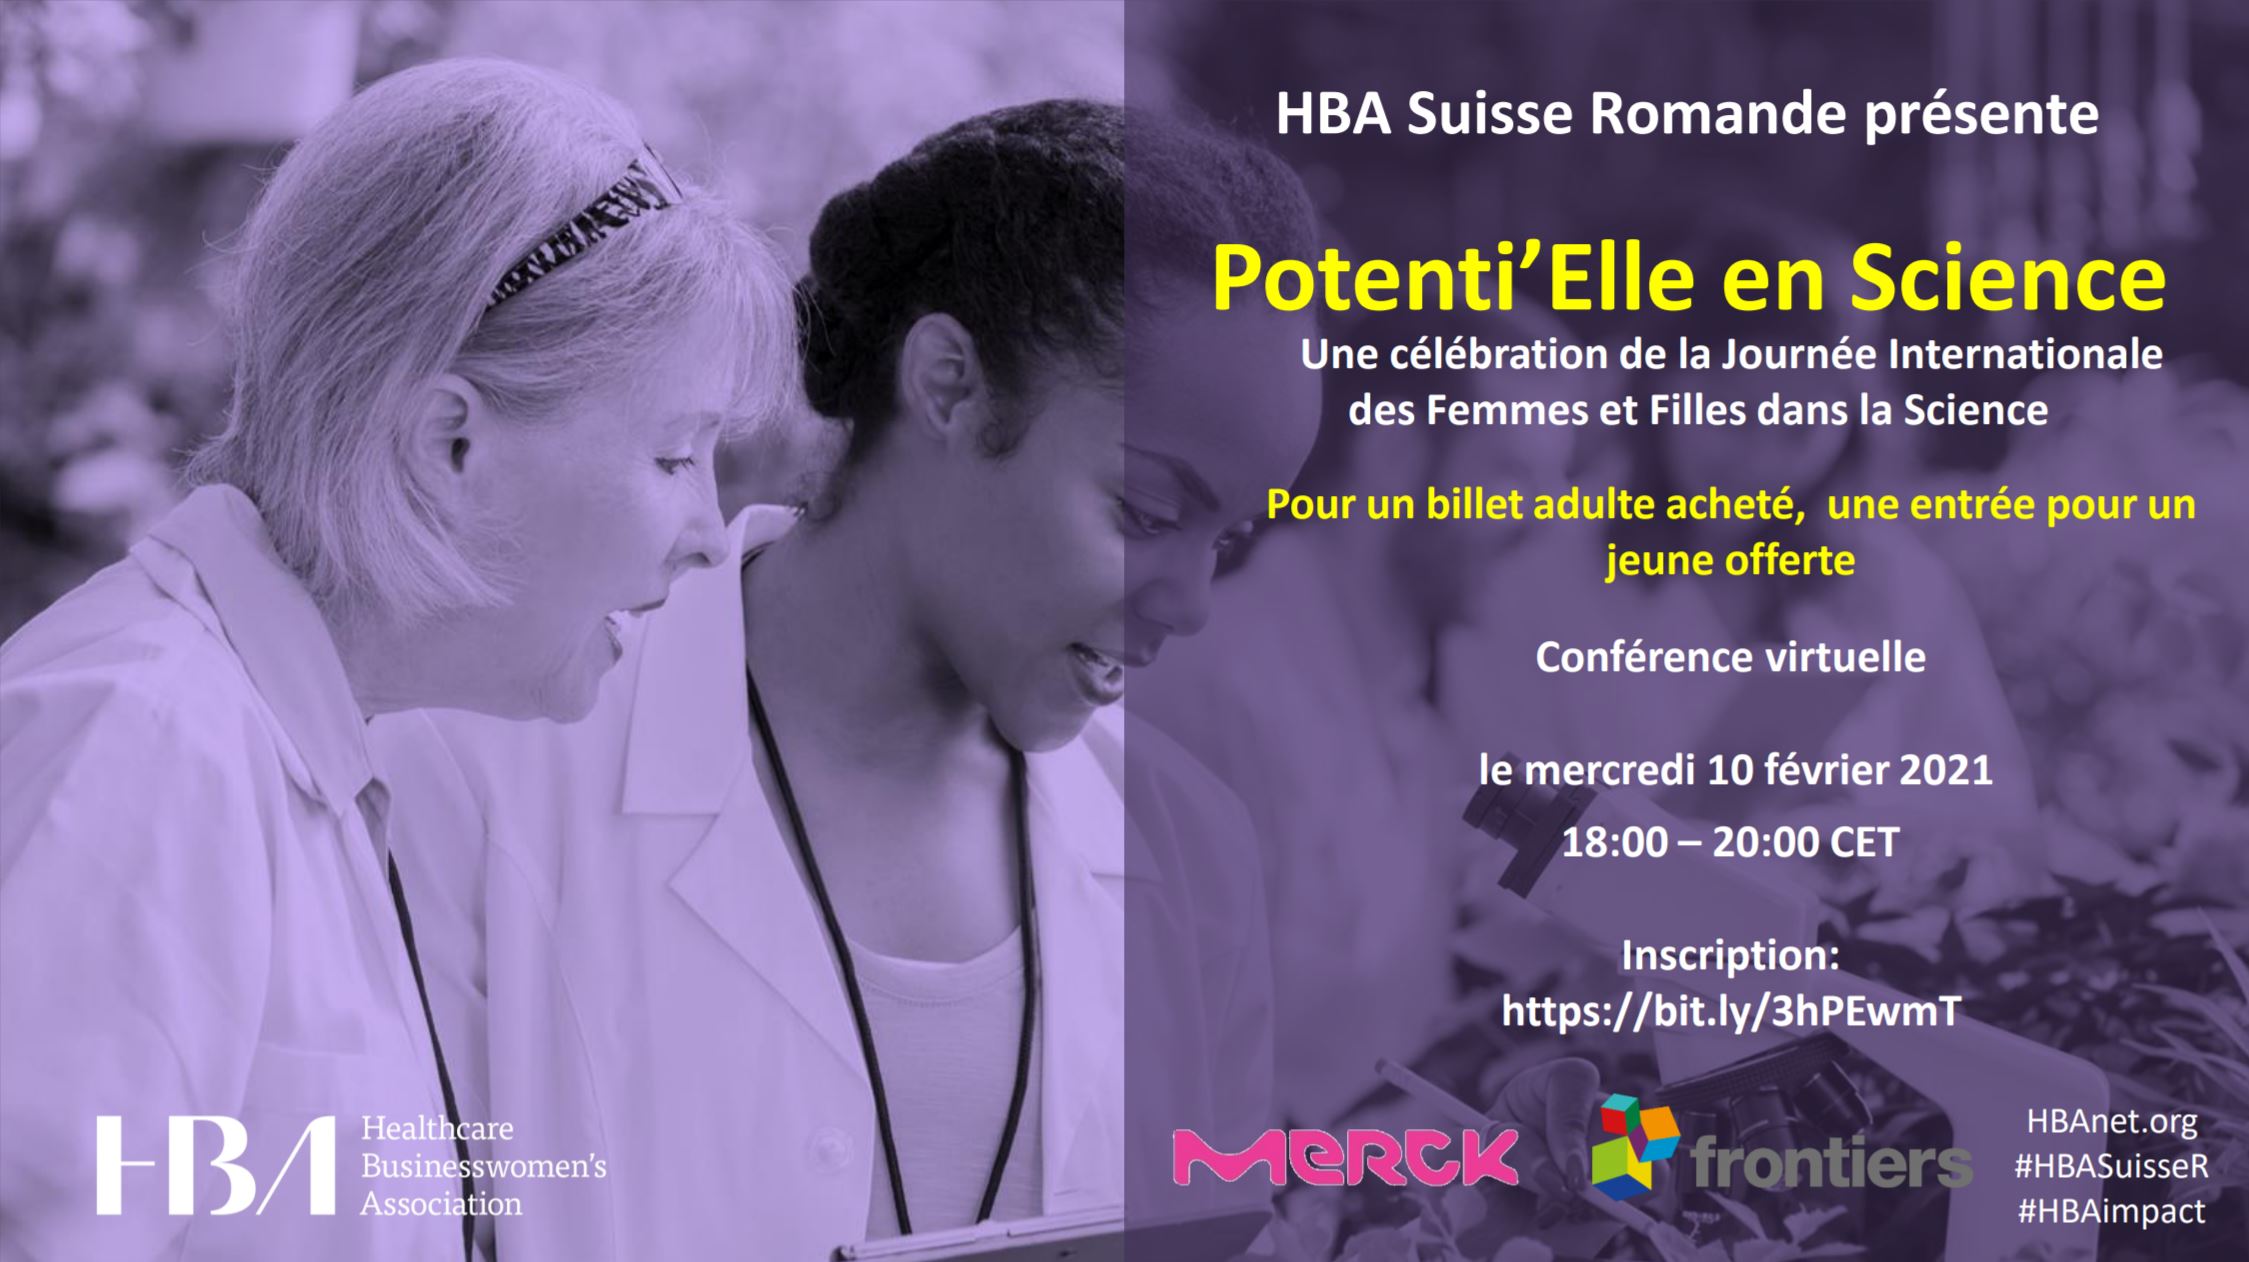 HBA Suisse Romande présente
Potenti’Elle en Science
Une célébration de la Journée Internationale
des Femmes et Filles dans la Science
Pour un billet adulte acheté, une entrée pour un
jeune offerte
Conférence virtuelle
le mercredi 10 février 2021
18:00 – 20:00 CET
Inscription:
https://bit.ly/3hPEwmT
HBA
Healthcare
Businesswomen’s
Association
MERCK
frontiers
HBAnet.org
#HBASuisseR
#HBAimpact